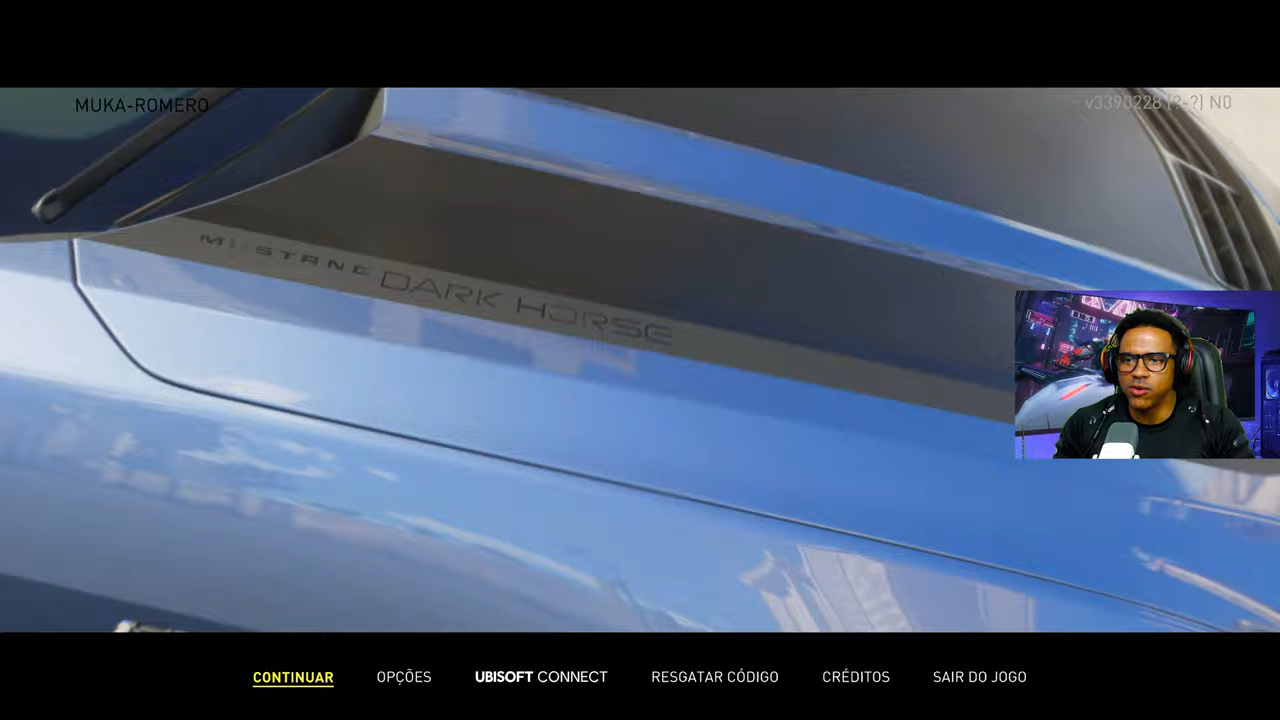 MUKA-ROMERO
v3390228 (?-?) N0
MUSTANG
DARK HORSE
CONTINUAR
OPÇÕES
UBISOFT CONNECT
RESGATAR CÓDIGO
CRÉDITOS
SAIR DO JOGO